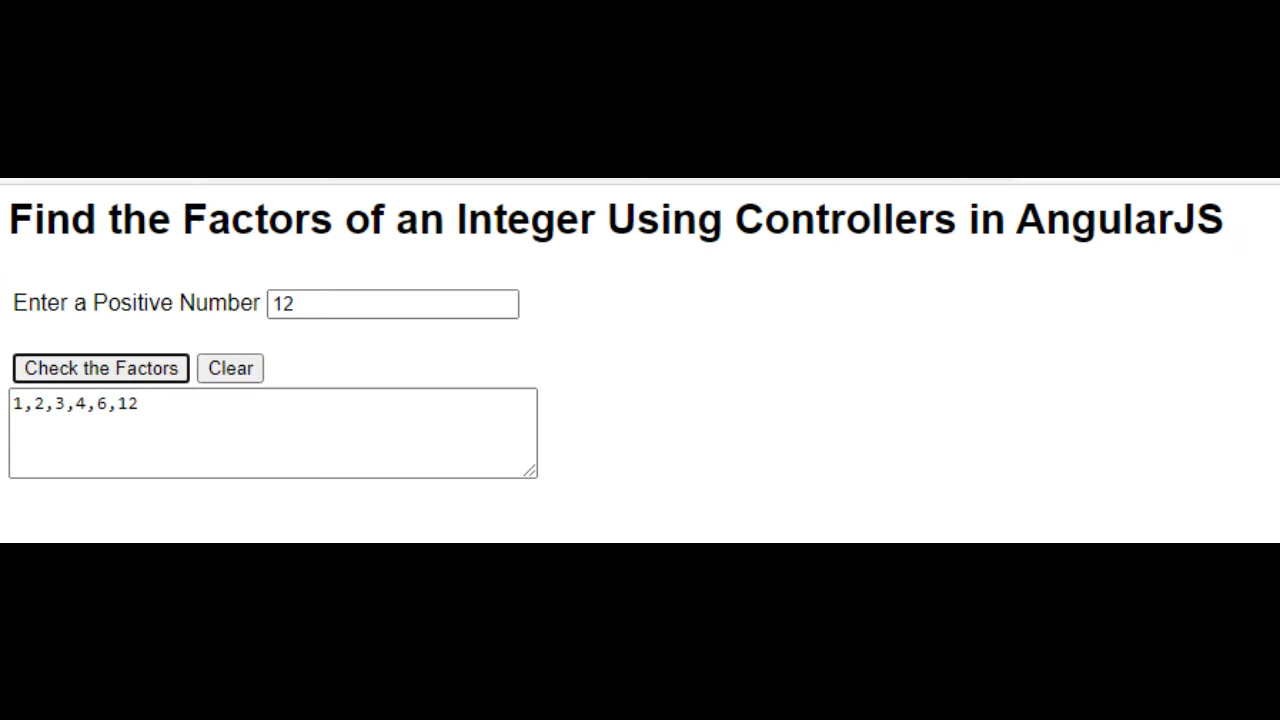 Find the Factors of an Integer Using Controllers in AngularJS
Enter a Positive Number 12
Check the Factors Clear
1,2,3,4,6,12